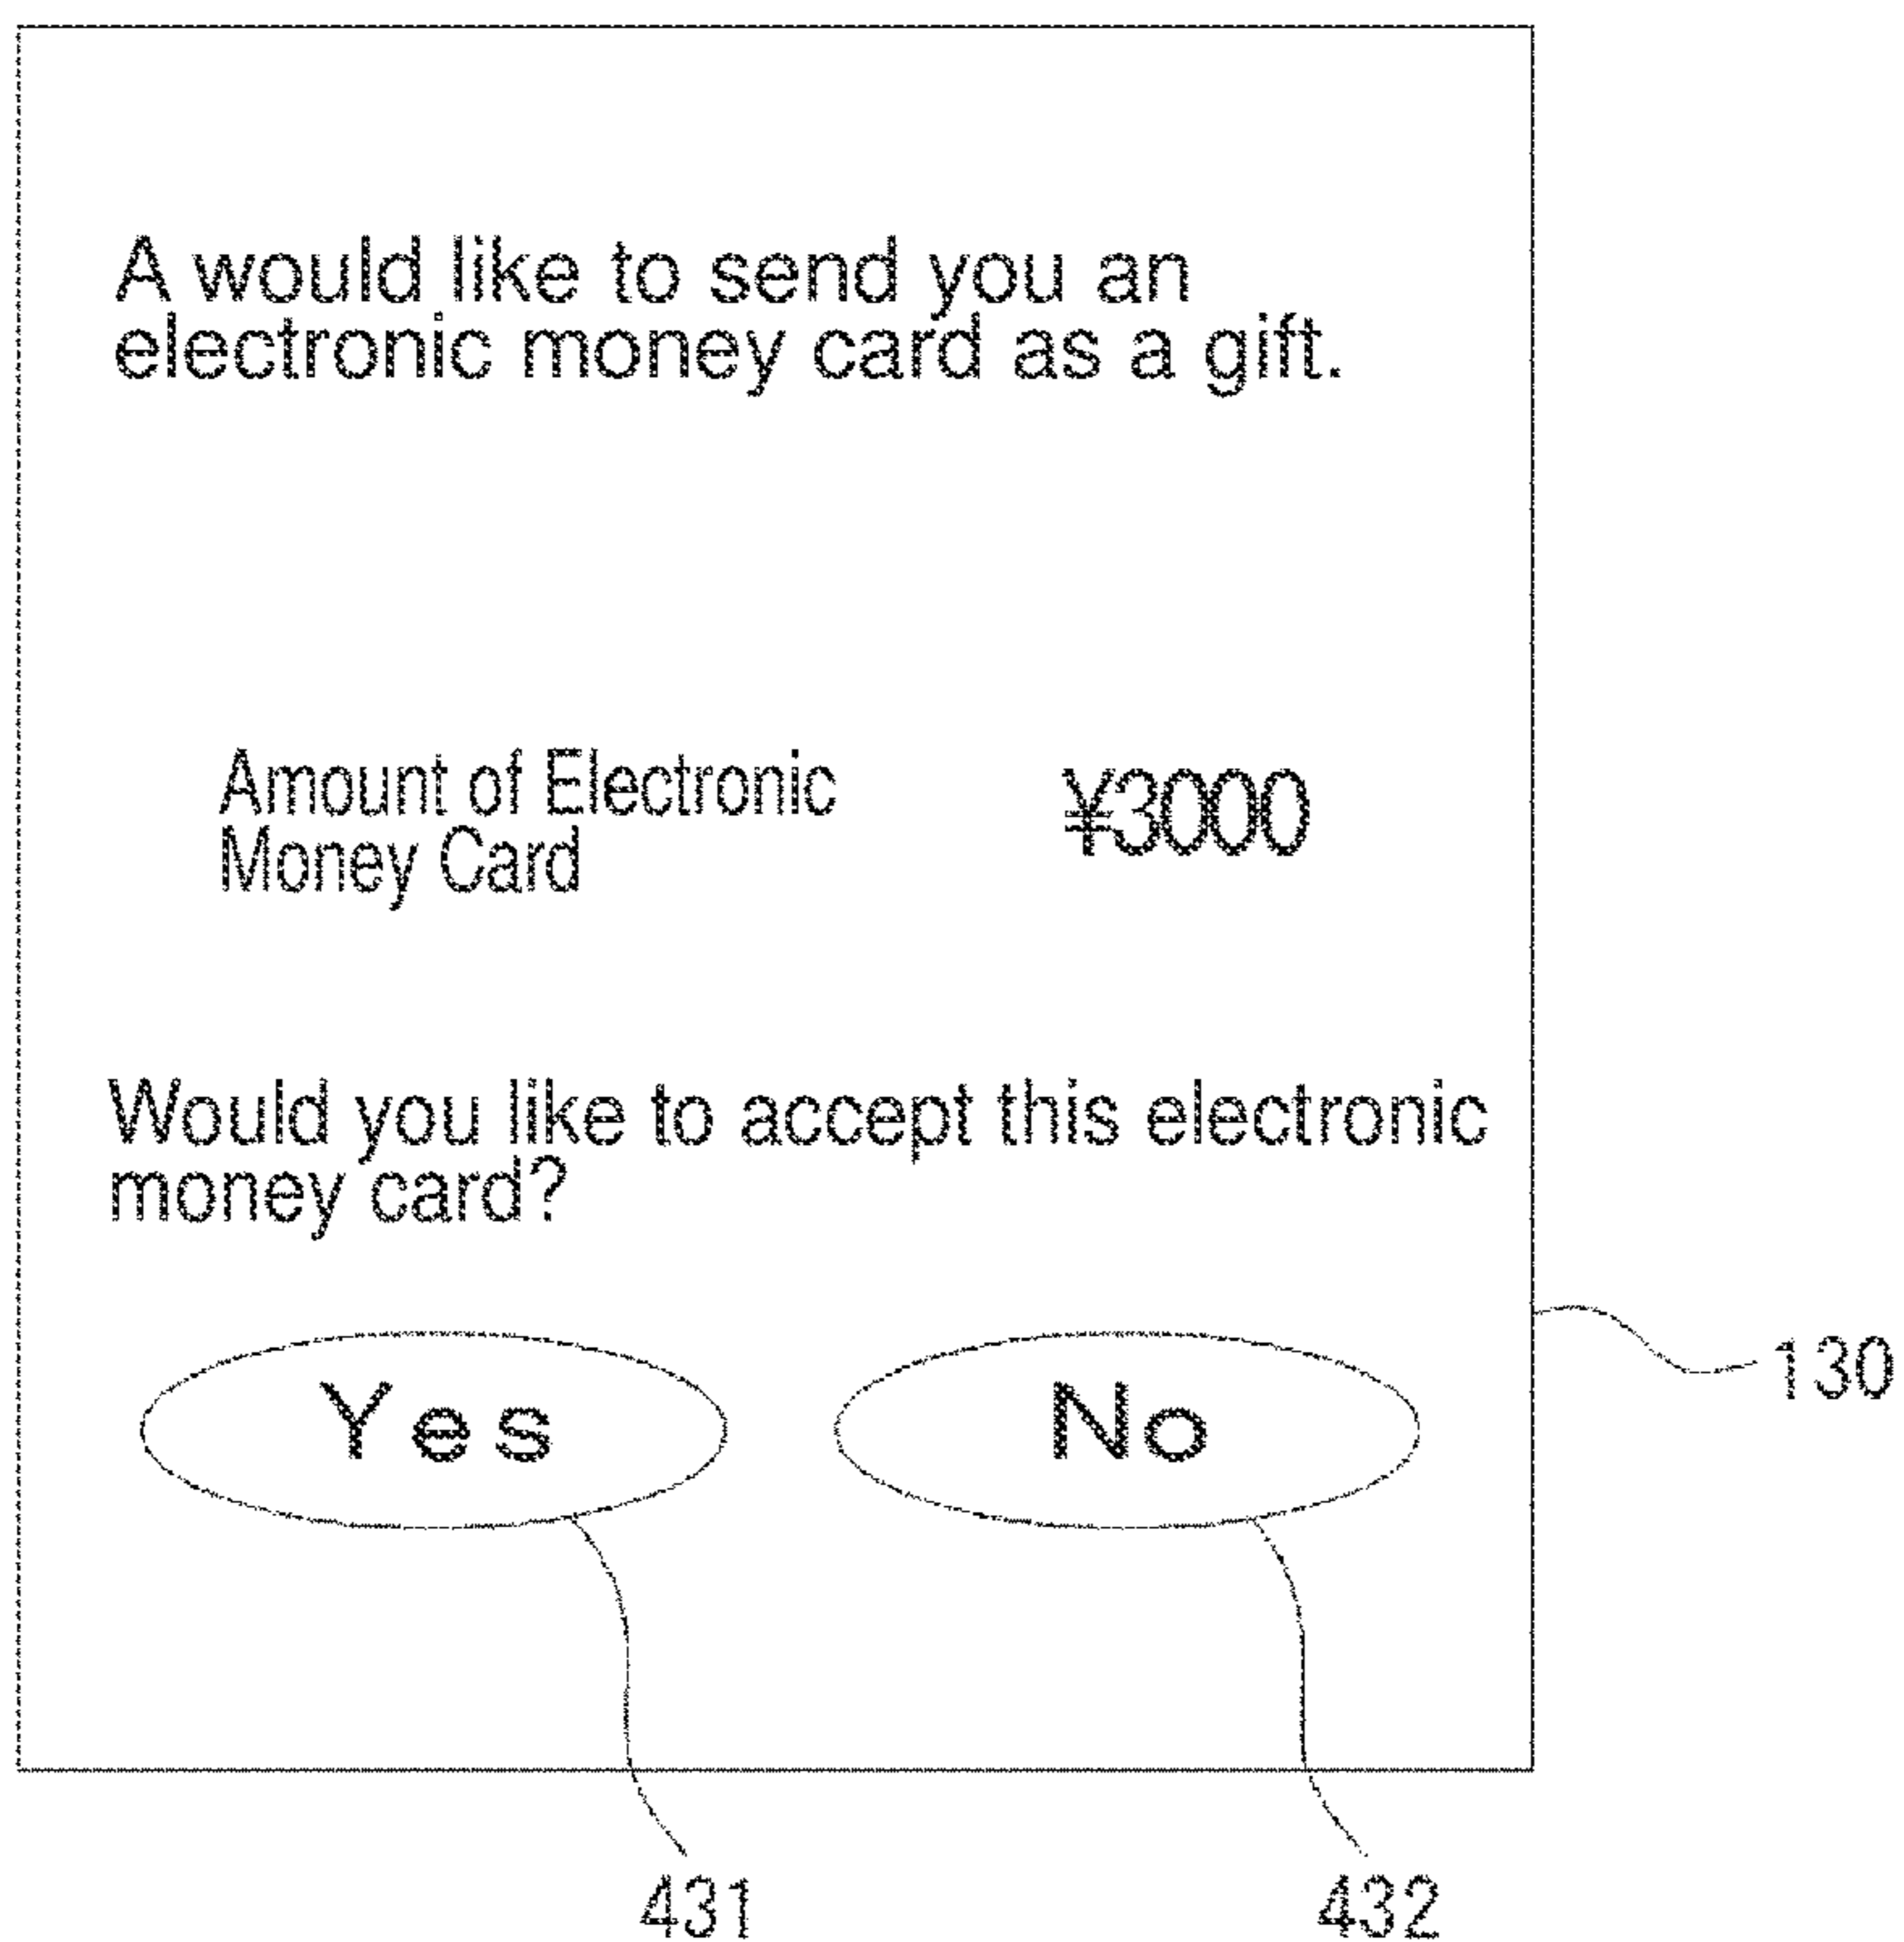 A would like to send you an
electronic money card as a gift.
Amount of Electronic
Money Card
¥3000
Would you like to accept this electronic
money card?
Yes
No
130
431
432